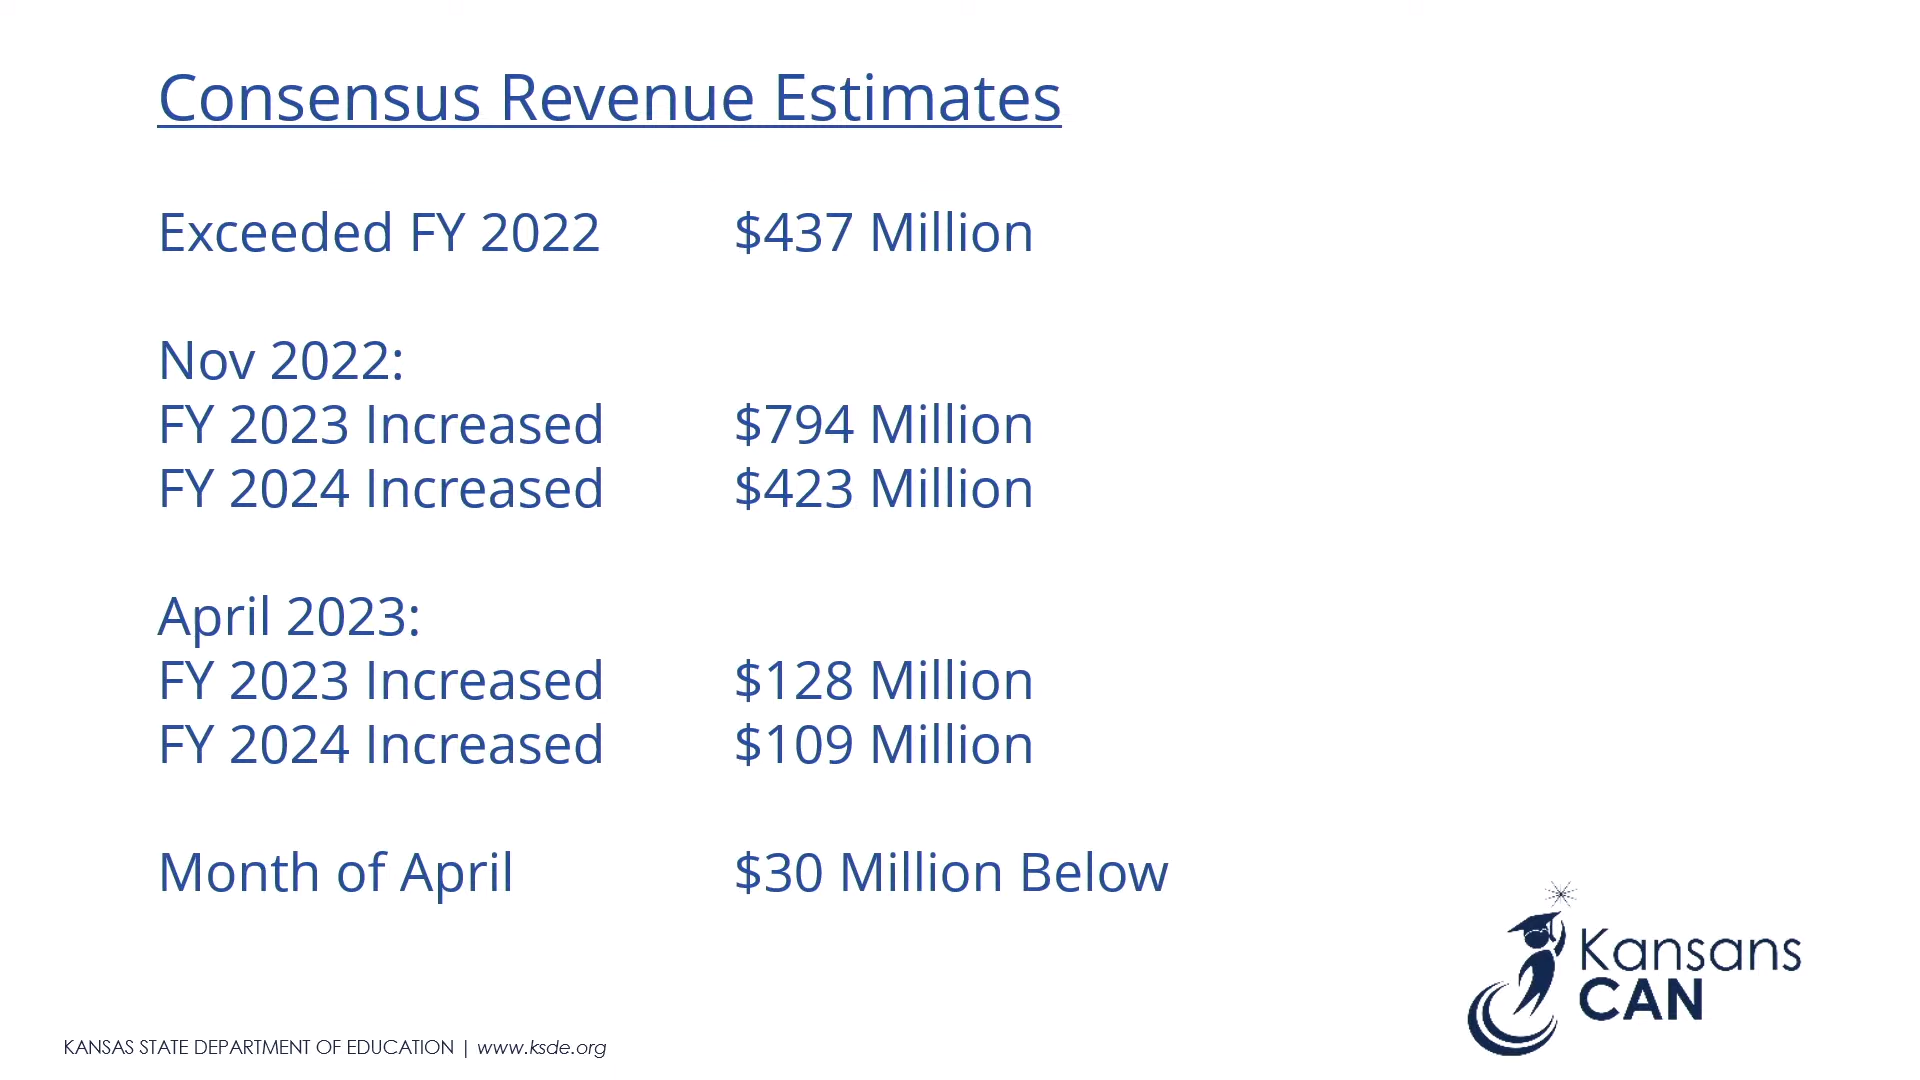 Consensus Revenue Estimates
Exceeded FY 2022 $437 Million
Nov 2022:
FY 2023 Increased $794 Million
FY 2024 Increased $423 Million
April 2023:
FY 2023 Increased $128 Million
FY 2024 Increased $109 Million
Month of April $30 Million Below
Kansans
CAN
KANSAS STATE DEPARTMENT OF EDUCATION | www.ksde.org